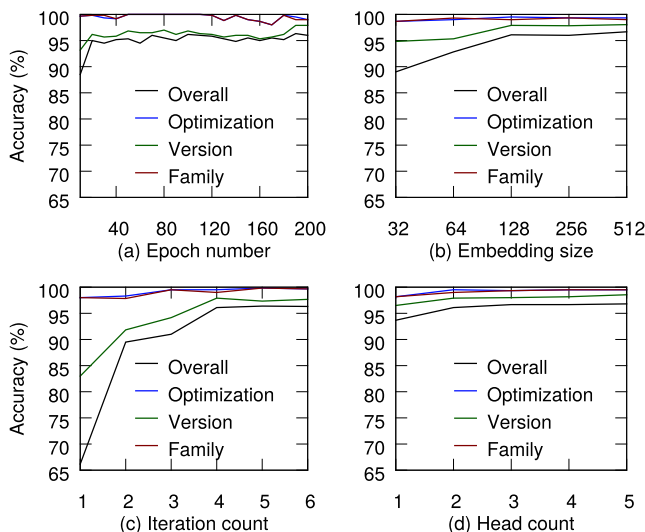 Accuracy (%)
100
95
90
85
80
75
70
65
Overall
Optimization
Version
Family
40 80 120 160 200
(a) Epoch number
100
95
90
85
80
75
70
65
Overall
Optimization
Version
Family
32 64 128 256 512
(b) Embedding size
Accuracy (%)
100
95
90
85
80
75
70
65
Overall
Optimization
Version
Family
1 2 3 4 5 6
(c) Iteration count
100
95
90
85
80
75
70
65
Overall
Optimization
Version
Family
1 2 3 4 5
(d) Head count